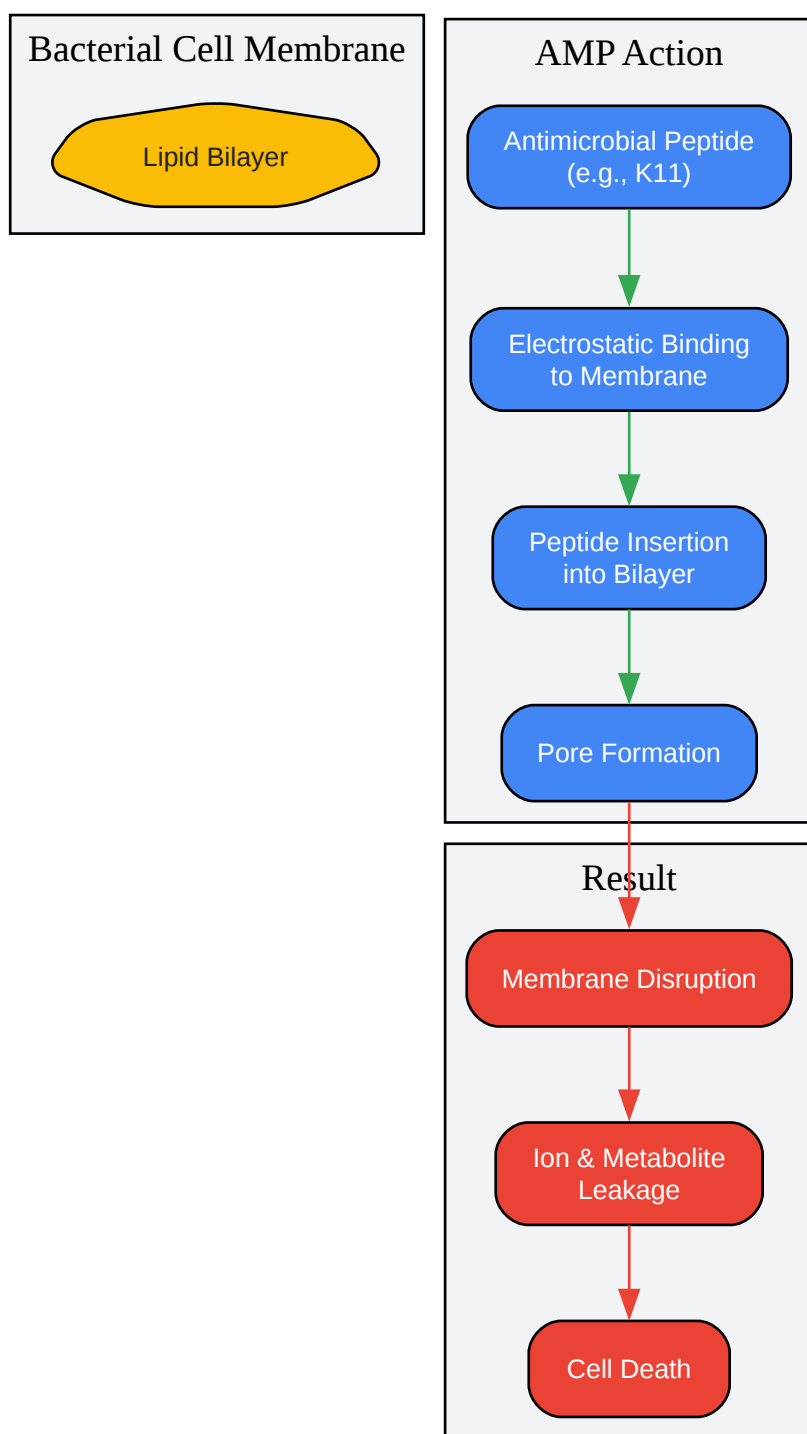 Bacterial Cell Membrane
Lipid Bilayer
AMP Action
Antimicrobial Peptide
(e.g., K11)
Electrostatic Binding
to Membrane
Peptide Insertion
into Bilayer
Pore Formation
Result
Membrane Disruption
Ion & Metabolite
Leakage
Cell Death